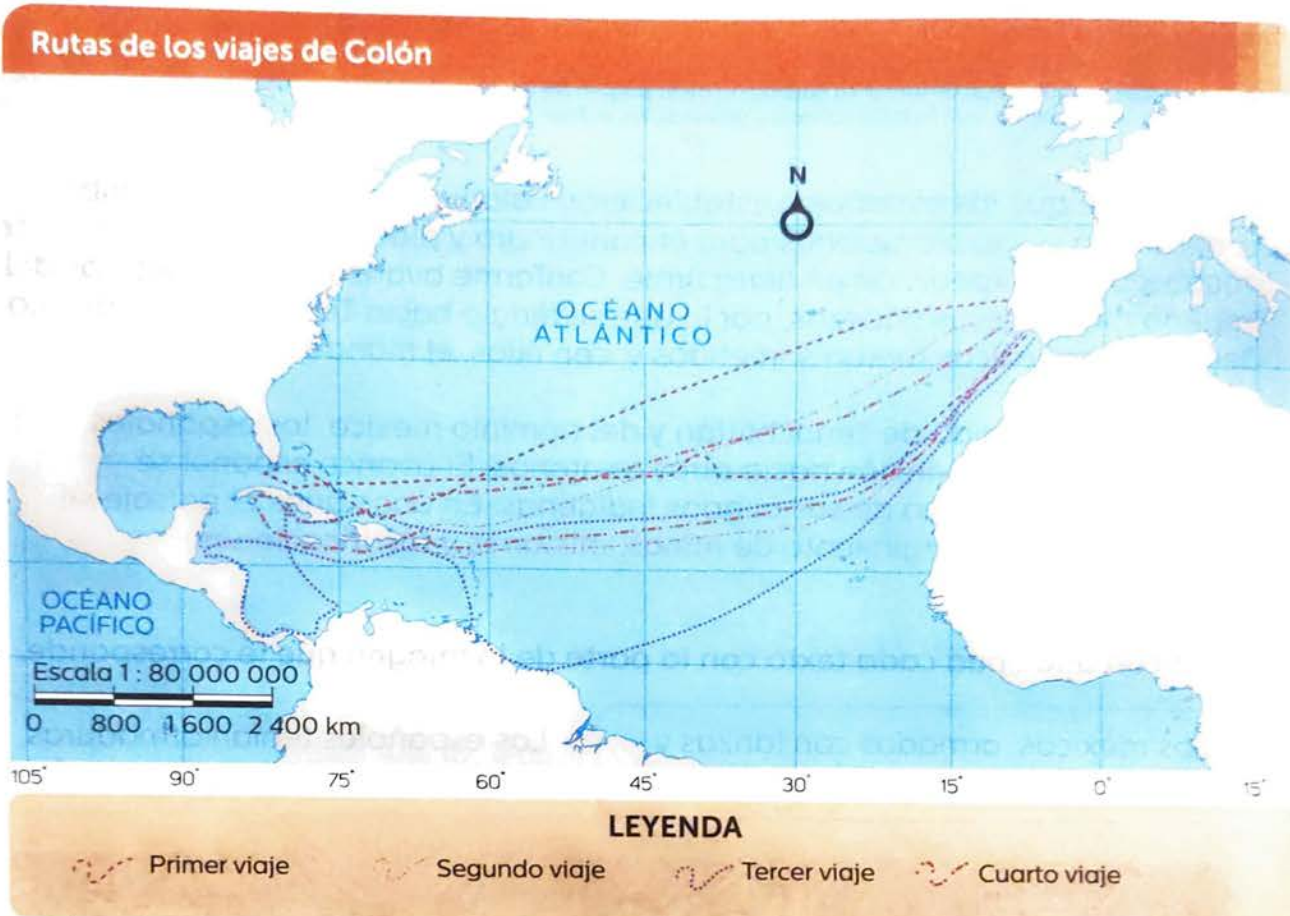 Rutas de los viajes de Colón
N
OCÉANO
ATLÁNTICO
OCÉANO
PACÍFICO
Escala 1 : 80 000 000
0 800 1 600 2 400 km
105° 90° 75° 60° 45° 30° 15° 0° 15°
LEYENDA
Primer viaje Segundo viaje Tercer viaje Cuarto viaje